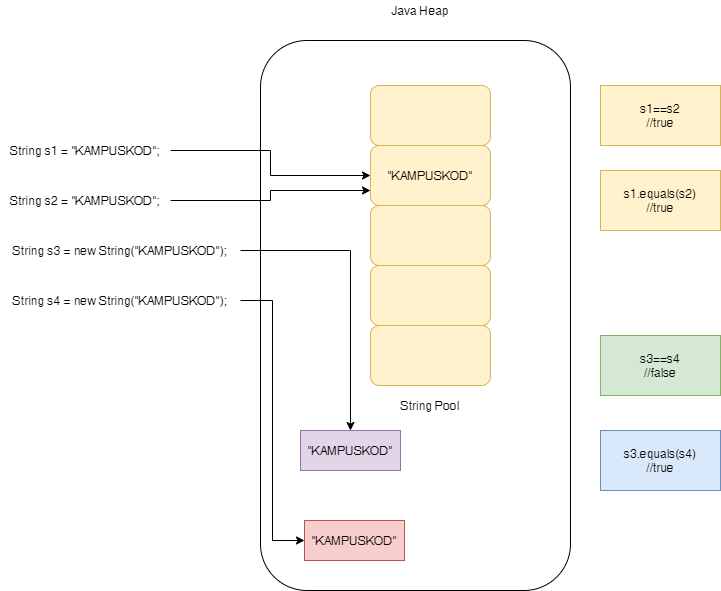 Java Heap
s1==s2
//true
String s1 = "KAMPUSKOD";
"KAMPUSKOD"
String s2 = "KAMPUSKOD";
s1.equals(s2)
//true
String s3 = new String("KAMPUSKOD");
String s4 = new String("KAMPUSKOD");
s3==s4
//false
String Pool
"KAMPUSKOD"
s3.equals(s4)
//true
"KAMPUSKOD"